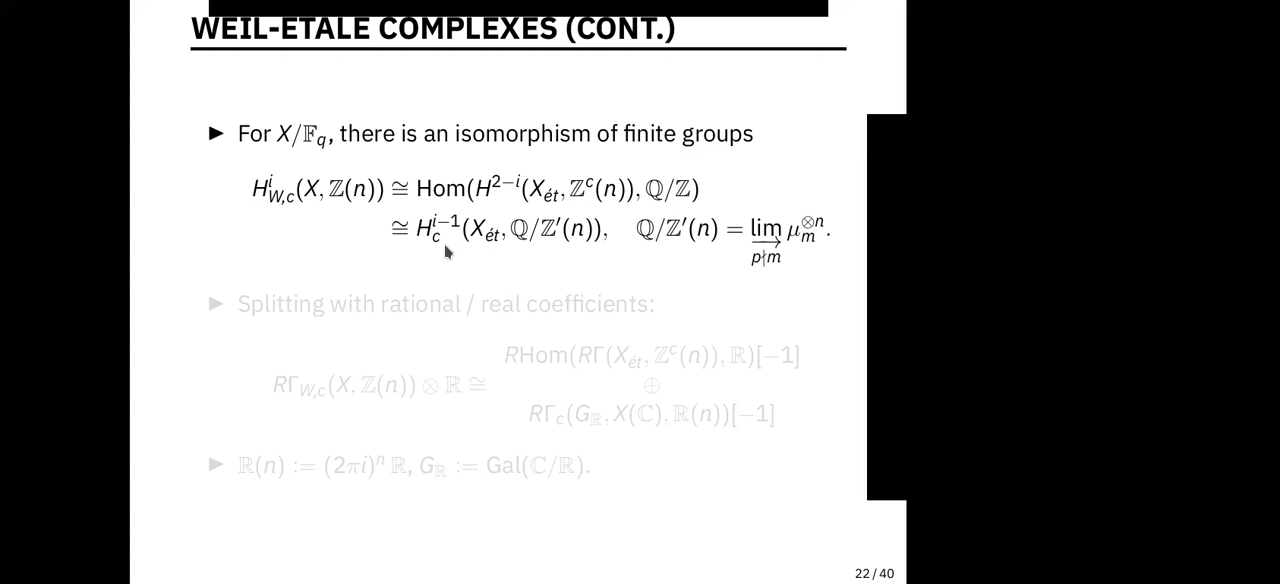 WEIL-ETALE COMPLEXES (CONT.)
► For X/𝔽_q, there is an isomorphism of finite groups
H^i_{W,c}(X, ℤ(n)) ≅ Hom(H^{2−i}(X_{ét}, ℤ^c(n)), ℚ/ℤ)
≅ H^{i−1}_c(X_{ét}, ℚ/ℤ′(n)), ℚ/ℤ′(n) = lim_{→ p∤m} μ_m^{⊗n}.
► Splitting with rational / real coefficients:
RHom(RΓ(X_{ét}, ℤ^c(n)), ℝ)[−1]
RΓ_{W,c}(X, ℤ(n)) ⊗ ℝ ≅ ⊕
RΓ_c(G_ℝ, X(ℂ), ℝ(n))[−1]
► ℝ(n) := (2πi)^n ℝ, G_ℝ := Gal(ℂ/ℝ).
22 / 40